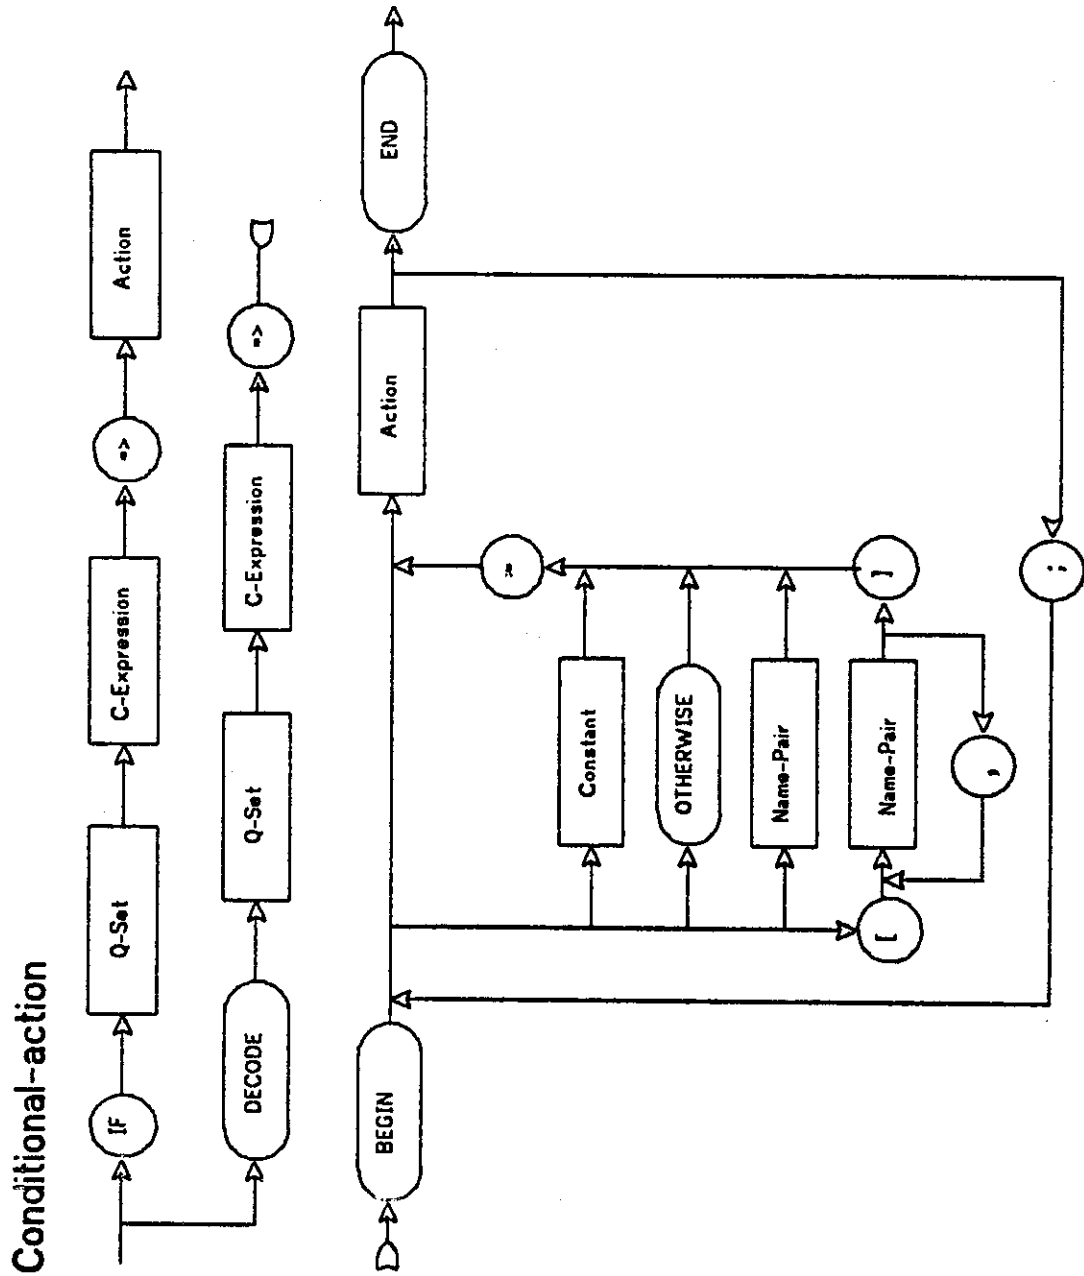 Conditional-action
IF Q-Set C-Expression => Action
DECODE Q-Set C-Expression =>
BEGIN Action END
Constant
OTHERWISE
Name-Pair
[ Name-Pair ]
,
;